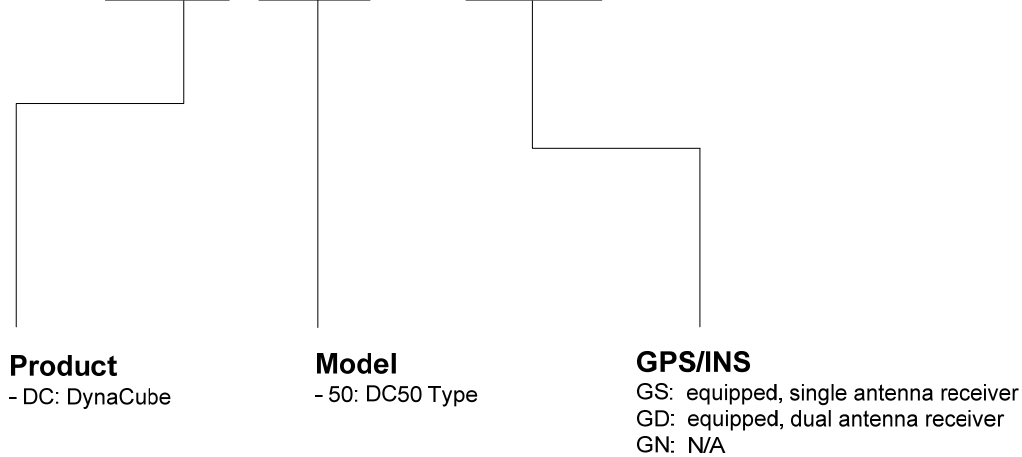 Product
- DC: DynaCube
Model
- 50: DC50 Type
GPS/INS
GS: equipped, single antenna receiver
GD: equipped, dual antenna receiver
GN: N/A